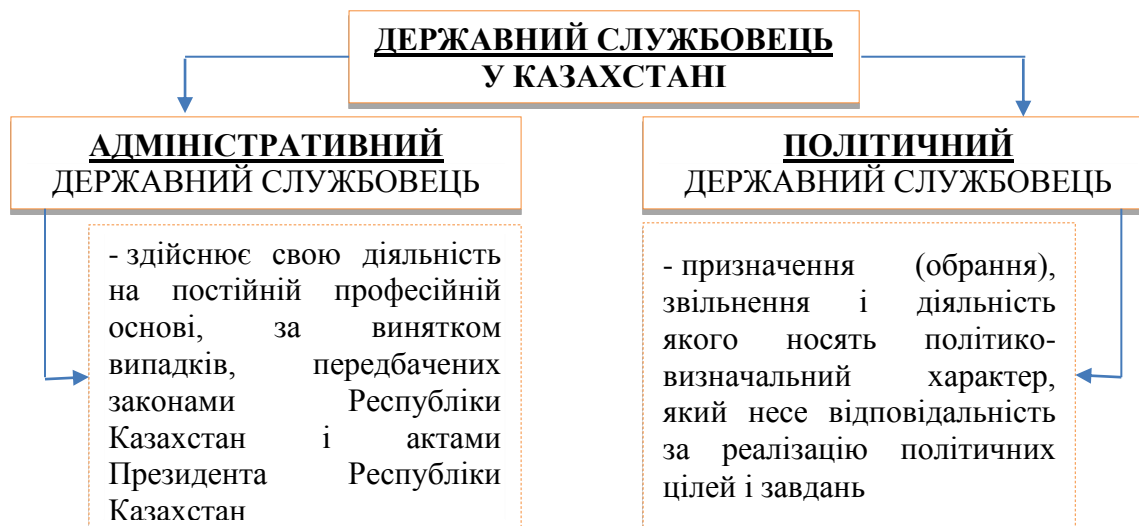 ДЕРЖАВНИЙ СЛУЖБОВЕЦЬ
У КАЗАХСТАНІ
АДМІНІСТРАТИВНИЙ
ДЕРЖАВНИЙ СЛУЖБОВЕЦЬ
- здійснює свою діяльність
на постійній професійній
основі, за винятком
випадків, передбачених
законами Республіки
Казахстан і актами
Президента Республіки
Казахстан
ПОЛІТИЧНИЙ
ДЕРЖАВНИЙ СЛУЖБОВЕЦЬ
- призначення (обрання),
звільнення і діяльність
якого носять політико-
визначальний характер,
який несе відповідальність
за реалізацію політичних
цілей і завдань